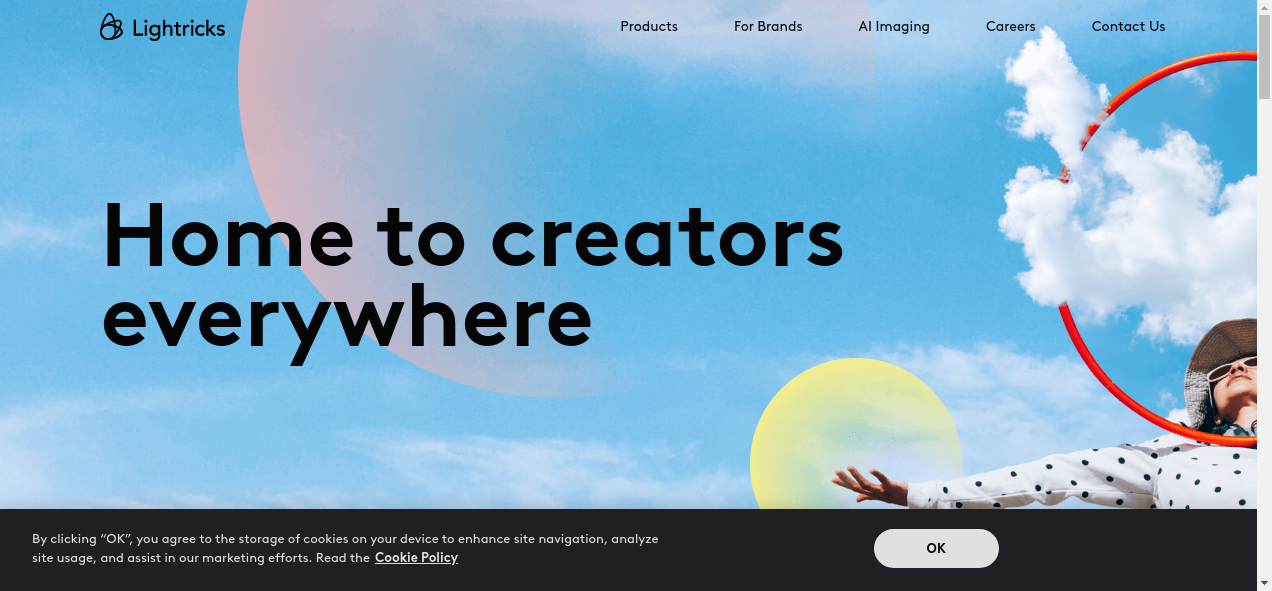 Lightricks
Products
For Brands
AI Imaging
Careers
Contact Us
Home to creators
everywhere
By clicking “OK”, you agree to the storage of cookies on your device to enhance site navigation, analyze
site usage, and assist in our marketing efforts. Read the Cookie Policy
OK